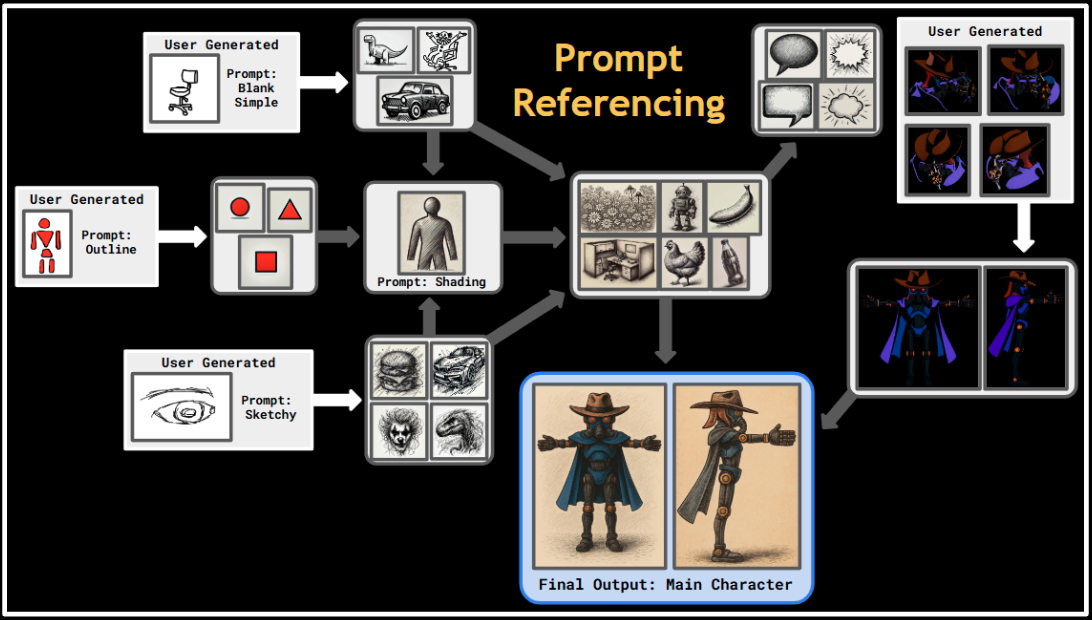 Prompt
Referencing
User Generated
Prompt:
Blank
Simple
User Generated
User Generated
Prompt:
Outline
Prompt: Shading
User Generated
Prompt:
Sketchy
Final Output: Main Character